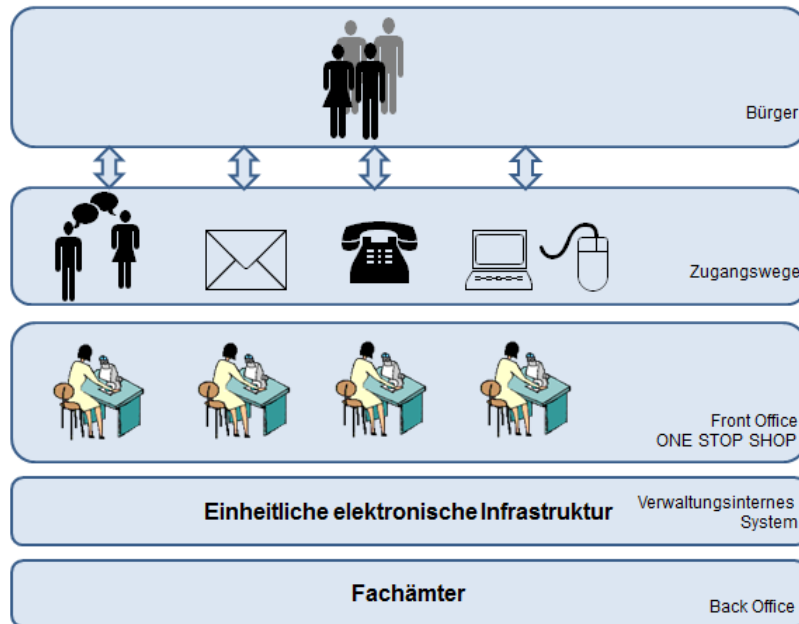 Bürger
Zugangswege
Front Office
ONE STOP SHOP
Einheitliche elektronische Infrastruktur
Verwaltungsinternes
System
Fachämter
Back Office